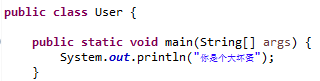 public class User {
public static void main(String[] args) {
System.out.println("你是个大坏蛋");
}